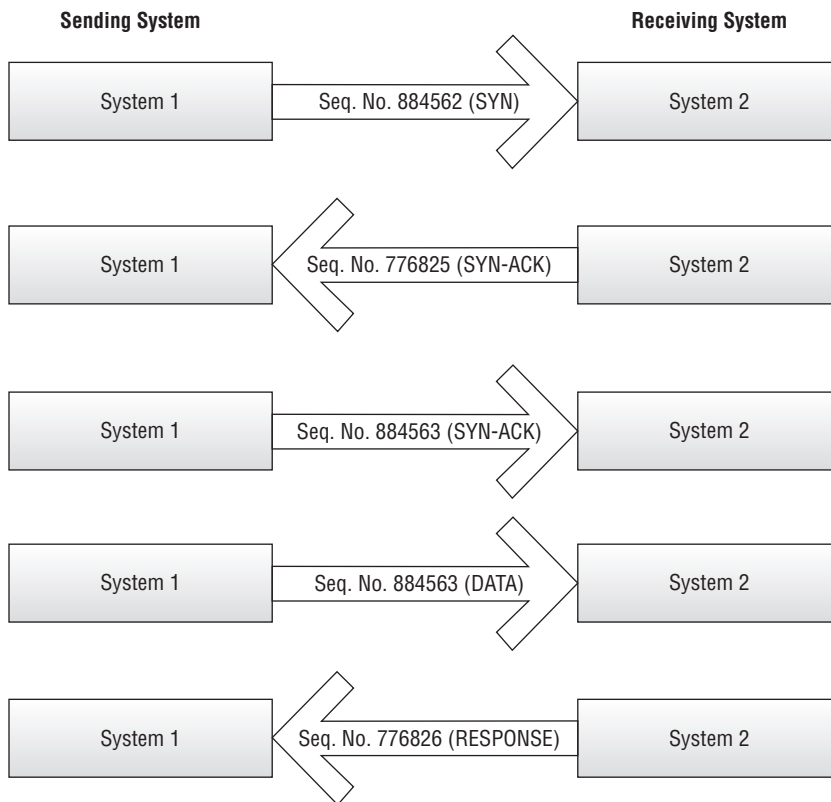 Sending System
Receiving System
System 1
Seq. No. 884562 (SYN)
System 2
System 1
Seq. No. 776825 (SYN-ACK)
System 2
System 1
Seq. No. 884563 (SYN-ACK)
System 2
System 1
Seq. No. 884563 (DATA)
System 2
System 1
Seq. No. 776826 (RESPONSE)
System 2